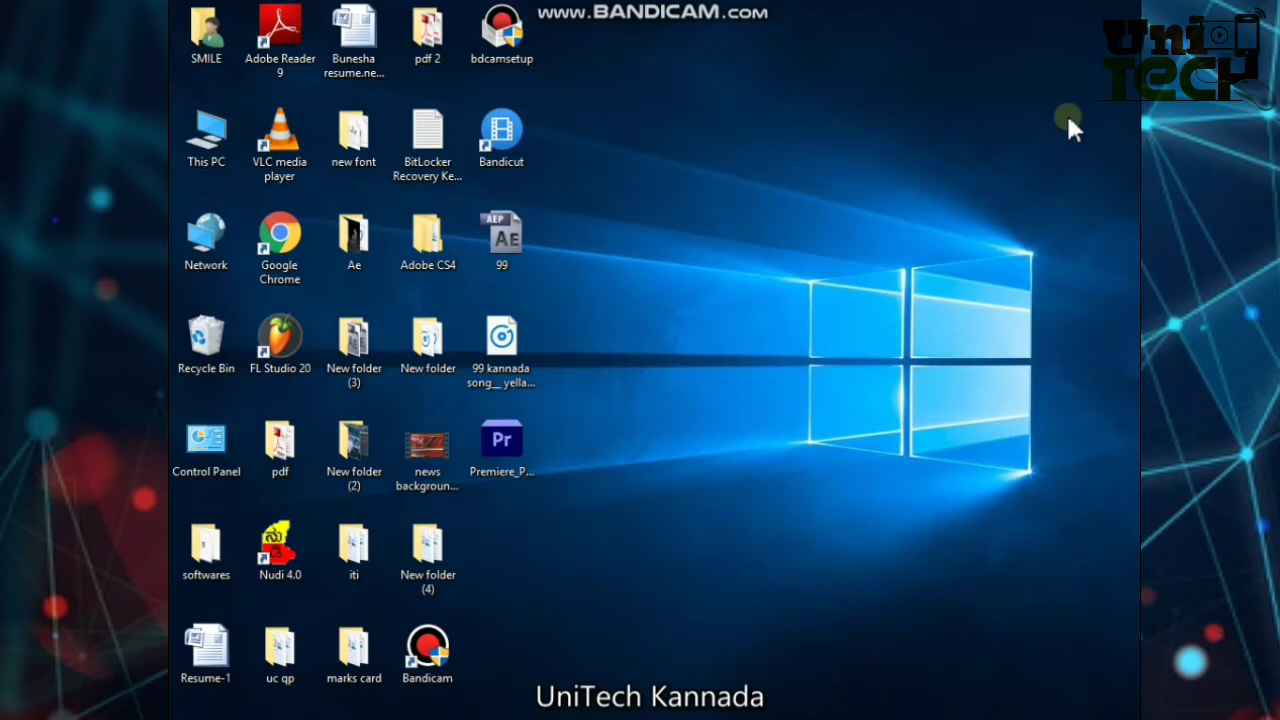 www.BANDICAM.com
Uni
TECH
SMILE
Adobe Reader
9
Bunesha
resume.ne...
pdf 2
bdcamsetup
This PC
VLC media
player
new font
BitLocker
Recovery Ke...
Bandicut
Network
Google
Chrome
Ae
Adobe CS4
AEP
Ae
99
Recycle Bin
FL Studio 20
New folder
(3)
New folder
99 kannada
song__ yella...
Control Panel
pdf
New folder
(2)
news
backgroun...
Pr
Premiere_P...
softwares
ನು
ಡಿ
Nudi 4.0
iti
New folder
(4)
Resume-1
uc qp
marks card
Bandicam
UniTech Kannada